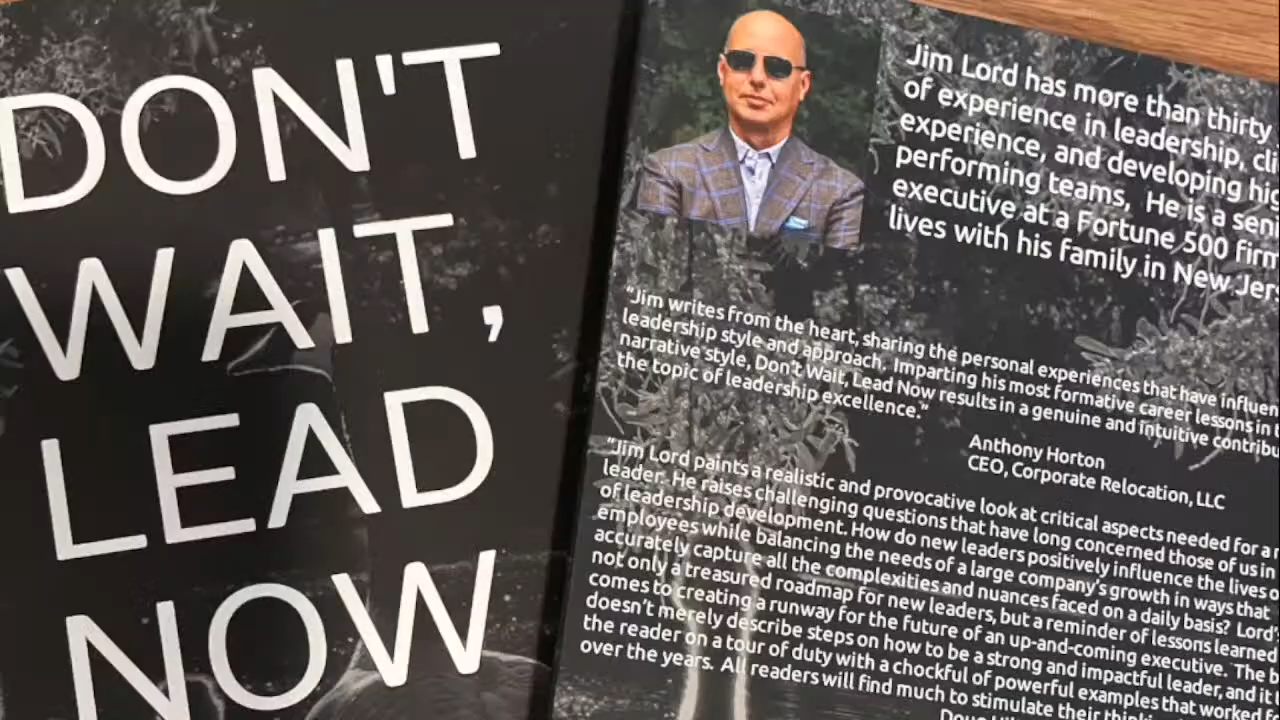 DON'T
WAIT,
LEAD
NOW
Jim Lord has more than thirty
of experience in leadership, cli
experience, and developing hig
performing teams, He is a seni
executive at a Fortune 500 firm
lives with his family in New Jers
"Jim writes from the heart, sharing the personal experiences that have influen
leadership style and approach. Imparting his most formative career lessons in t
narrative style, Don't Wait, Lead Now results in a genuine and intuitive contribu
the topic of leadership excellence."
Anthony Horton
CEO, Corporate Relocation, LLC
"Jim Lord paints a realistic and provocative look at critical aspects needed for a
leader. He raises challenging questions that have long concerned those of us in
of leadership development. How do new leaders positively influence the lives o
employees while balancing the needs of a large company's growth in ways that
accurately capture all the complexities and nuances faced on a daily basis? Lord'
not only a treasured roadmap for new leaders, but a reminder of lessons learned
comes to creating a runway for the future of an up-and-coming executive. The b
doesn't merely describe steps on how to be a strong and impactful leader, and it
the reader on a tour of duty with a chockful of powerful examples that worked f
over the years. All readers will find much to stimulate their
Doug